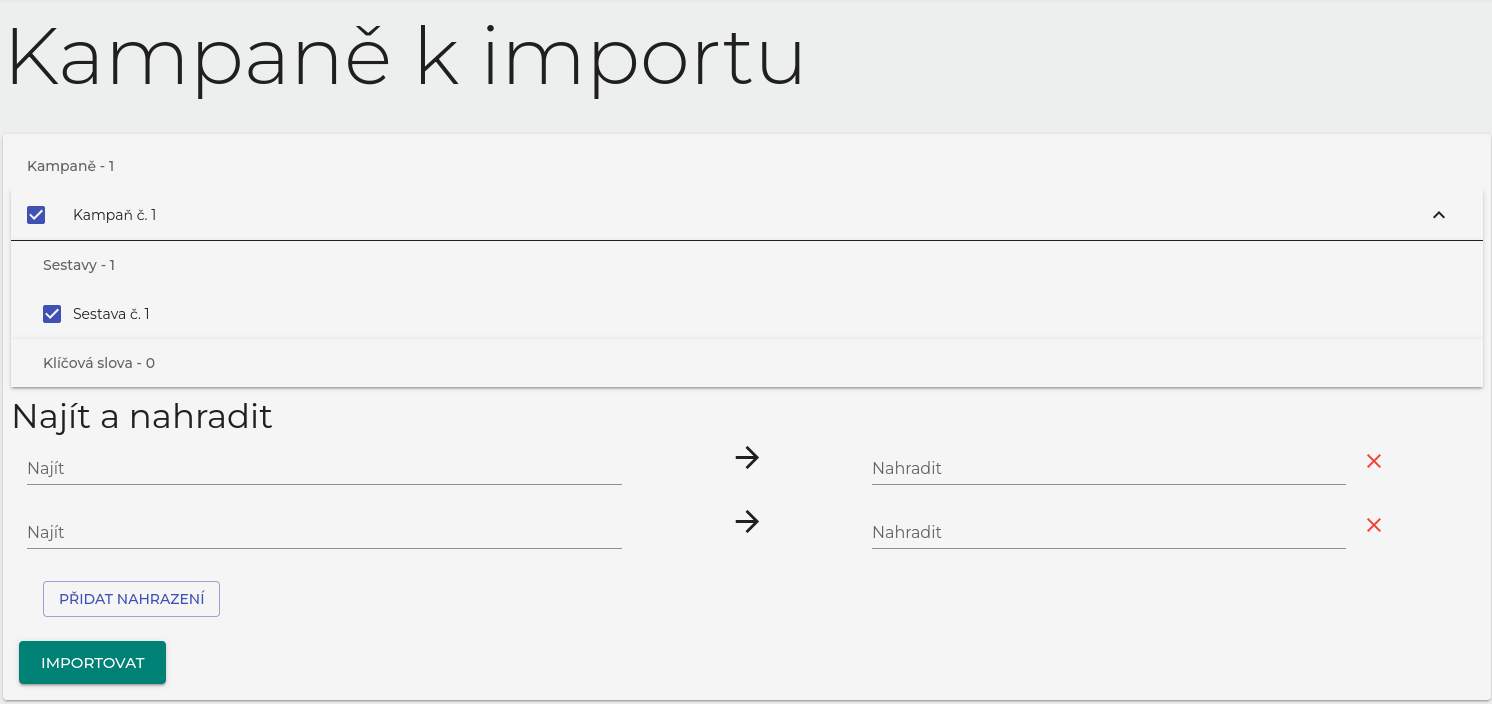 Kampaně k importu
Kampaně - 1
Kampaň č. 1
Sestavy - 1
Sestava č. 1
Klíčová slova - 0
Najít a nahradit
Najít
Nahradit
Najít
Nahradit
PŘIDAT NAHRAZENÍ
IMPORTOVAT